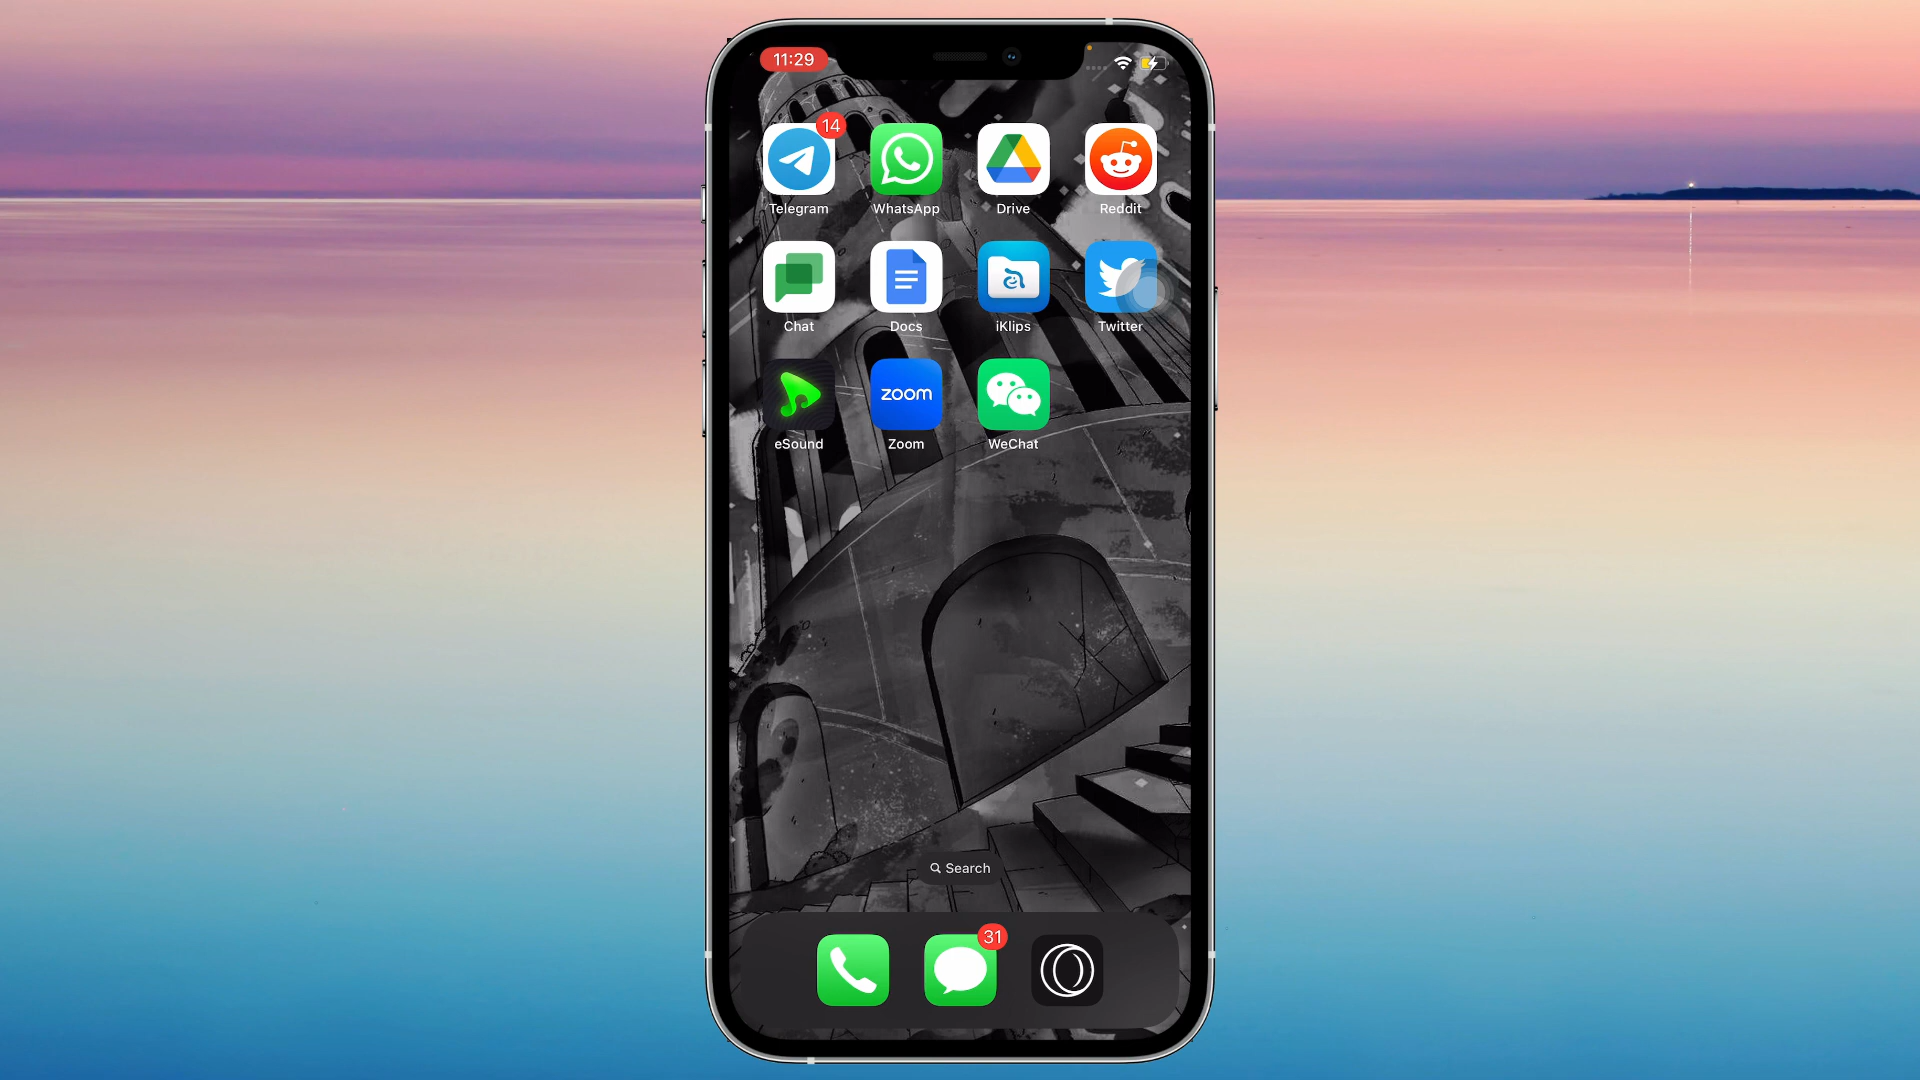 11:29
14
Telegram WhatsApp Drive Reddit
Chat Docs iKlips Twitter
zoom
eSound Zoom WeChat
Search
31